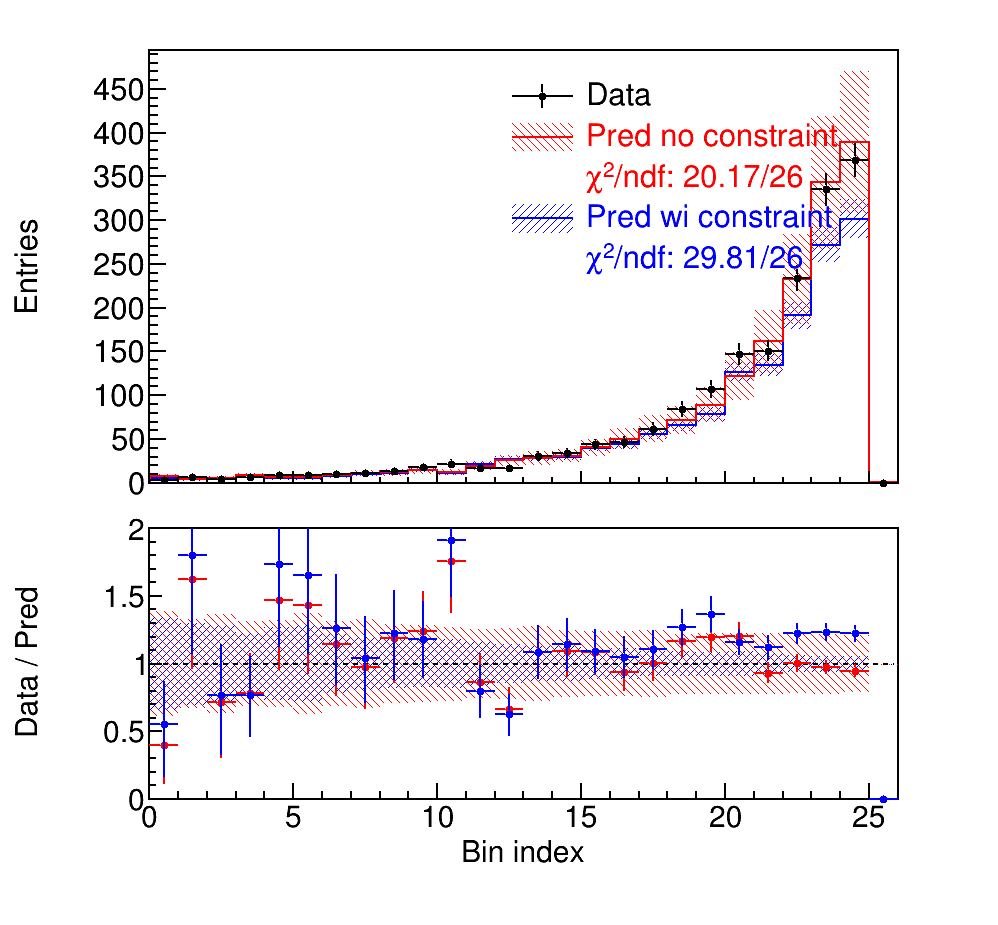 Entries
450
400
350
300
250
200
150
100
50
0
Data
Pred no constraint
χ²/ndf: 20.17/26
Pred wi constraint
χ²/ndf: 29.81/26
Data / Pred
2
1.5
1
0.5
0
0 5 10 15 20 25
Bin index